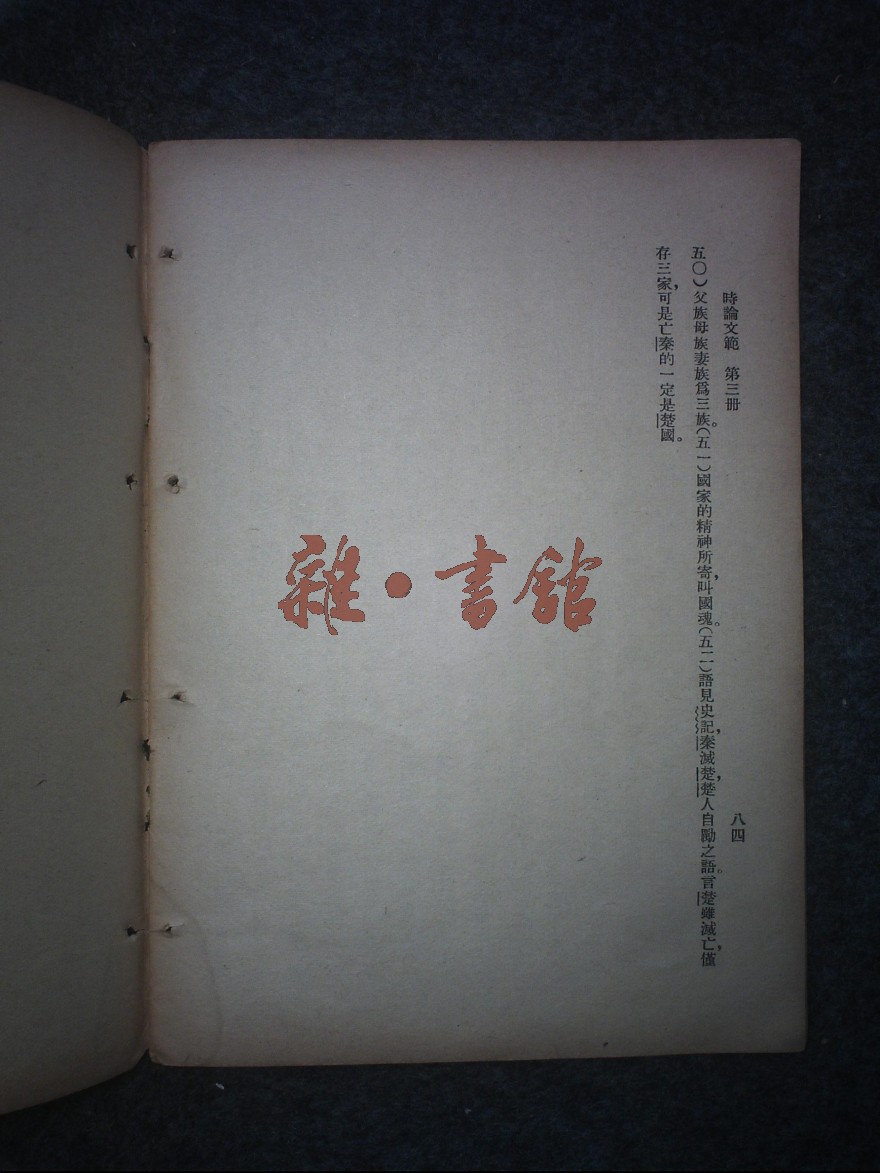 時論文範　第三册
八四
五〇）父族母族妻族爲三族。（五一）國家的精神所寄，叫國魂。（五二）語見史記，秦滅楚，楚人自勵之語。言楚雖滅亡，僅
存三家，可是亡秦的一定是楚國。
雜·書館